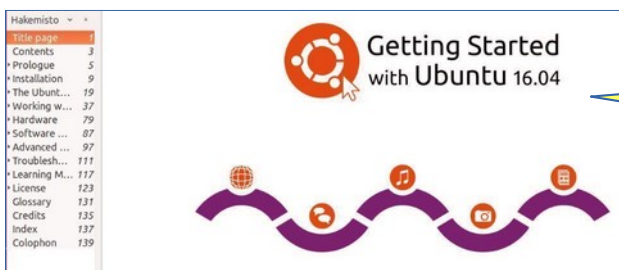 Hakemisto
Title page 1
Contents 3
Prologue 5
Installation 9
The Ubunt... 19
Working w... 37
Hardware 79
Software ... 87
Advanced ... 97
Troublesh... 111
Learning M... 117
License 123
Glossary 131
Credits 135
Index 137
Colophon 139
Getting Started
with Ubuntu 16.04